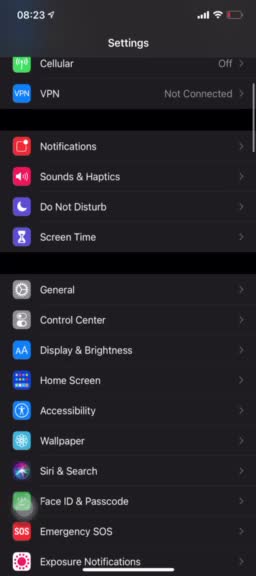 08:23
Settings
Cellular Off
VPN VPN Not Connected
Notifications
Sounds & Haptics
Do Not Disturb
Screen Time
General
Control Center
AA Display & Brightness
Home Screen
Accessibility
Wallpaper
Siri & Search
Face ID & Passcode
SOS Emergency SOS
Exposure Notifications